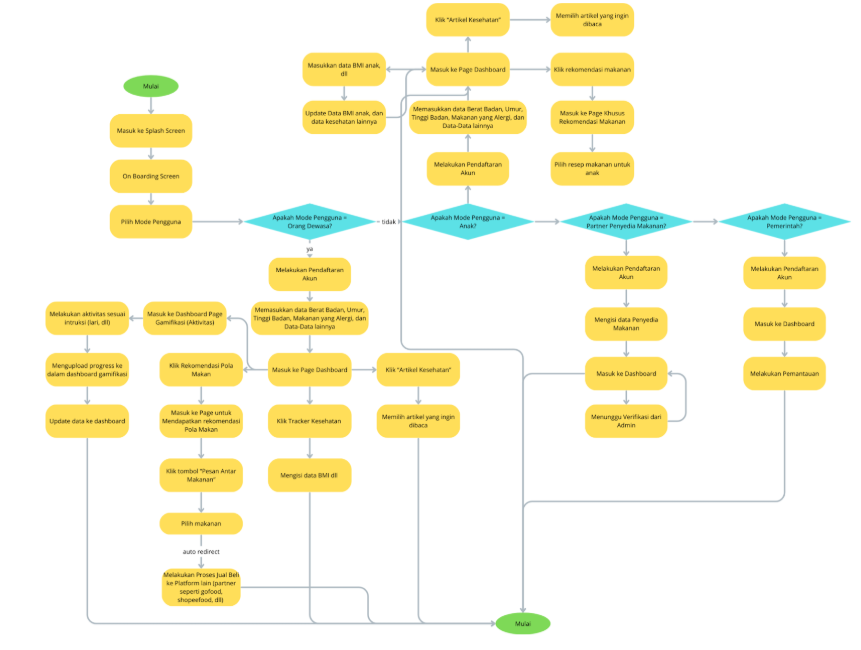 Klik "Artikel Kesehatan"
Memilih artikel yang ingin
dibaca
Masukkan data BMI anak,
dll
Masuk ke Page Dashboard
Klik rekomendasi makanan
Mulai
Update Data BMI anak, dan
data kesehatan lainnya
Memasukkan data Berat Badan, Umur,
Tinggi Badan, Makanan yang Alergi, dan
Data-Data lainnya
Masuk ke Page Khusus
Rekomendasi Makanan
Masuk ke Splash Screen
Melakukan Pendaftaran
Akun
Pilih resep makanan untuk
anak
On Boarding Screen
Pilih Mode Pengguna
Apakah Mode Pengguna =
Orang Dewasa?
tidak
Apakah Mode Pengguna =
Anak?
Apakah Mode Pengguna =
Partner Penyedia Makanan?
Apakah Mode Pengguna =
Pemerintah?
ya
Melakukan Pendaftaran
Akun
Melakukan Pendaftaran
Akun
Melakukan Pendaftaran
Akun
Melakukan aktivitas sesuai
intruksi (lari, dll)
Masuk ke Dashboard Page
Gamifikasi (Aktivitas)
Memasukkan data Berat Badan, Umur,
Tinggi Badan, Makanan yang Alergi, dan
Data-Data lainnya
Mengisi data Penyedia
Makanan
Masuk ke Dashboard
Mengupload progress ke
dalam dashboard gamifikasi
Klik Rekomendasi Pola
Makan
Masuk ke Page Dashboard
Klik "Artikel Kesehatan"
Masuk ke Dashboard
Melakukan Pemantauan
Update data ke dashboard
Masuk ke Page untuk
Mendapatkan rekomendasi
Pola Makan
Klik Tracker Kesehatan
Memilih artikel yang ingin
dibaca
Menunggu Verifikasi dari
Admin
Klik tombol "Pesan Antar
Makanan"
Mengisi data BMI dll
Pilih makanan
auto redirect
Melakukan Proses Jual Beli
ke Platform lain (partner
seperti gofood,
shopeefood, dll)
Mulai